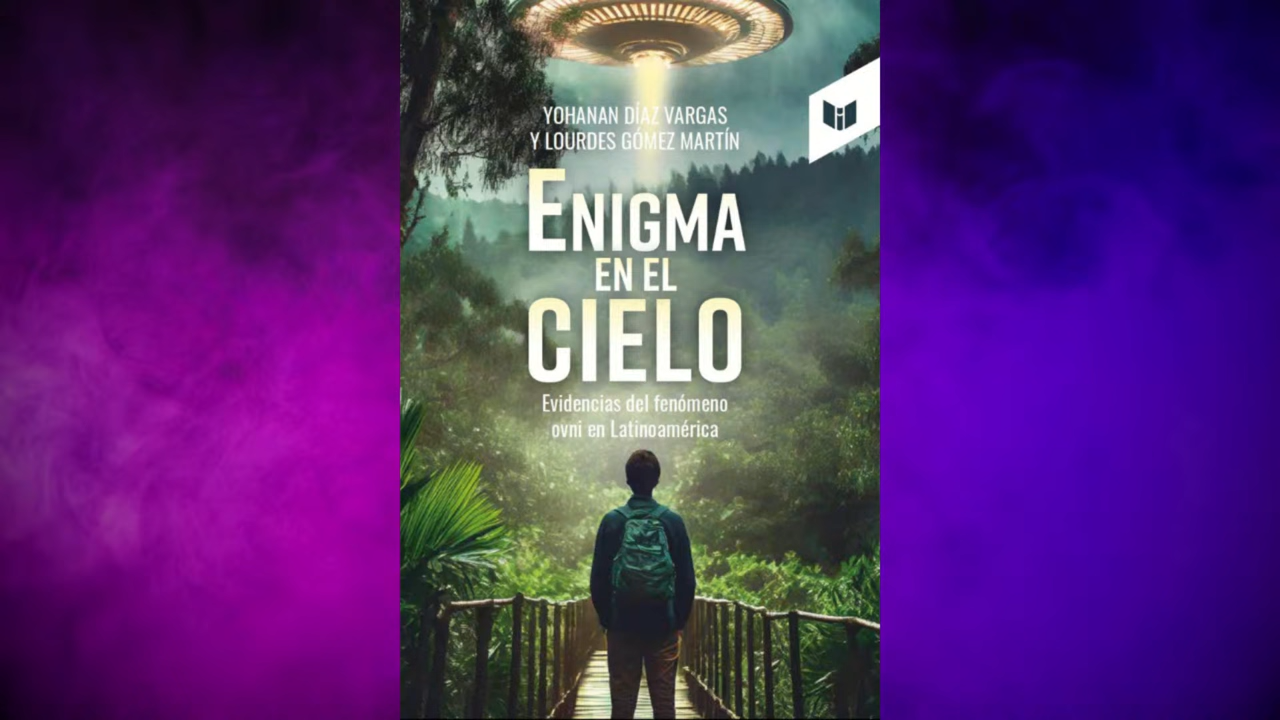 YOHANAN DÍAZ VARGAS
Y LOURDES GÓMEZ MARTÍN
ENIGMA
EN EL
CIELO
Evidencias del fenómeno
ovni en Latinoamérica